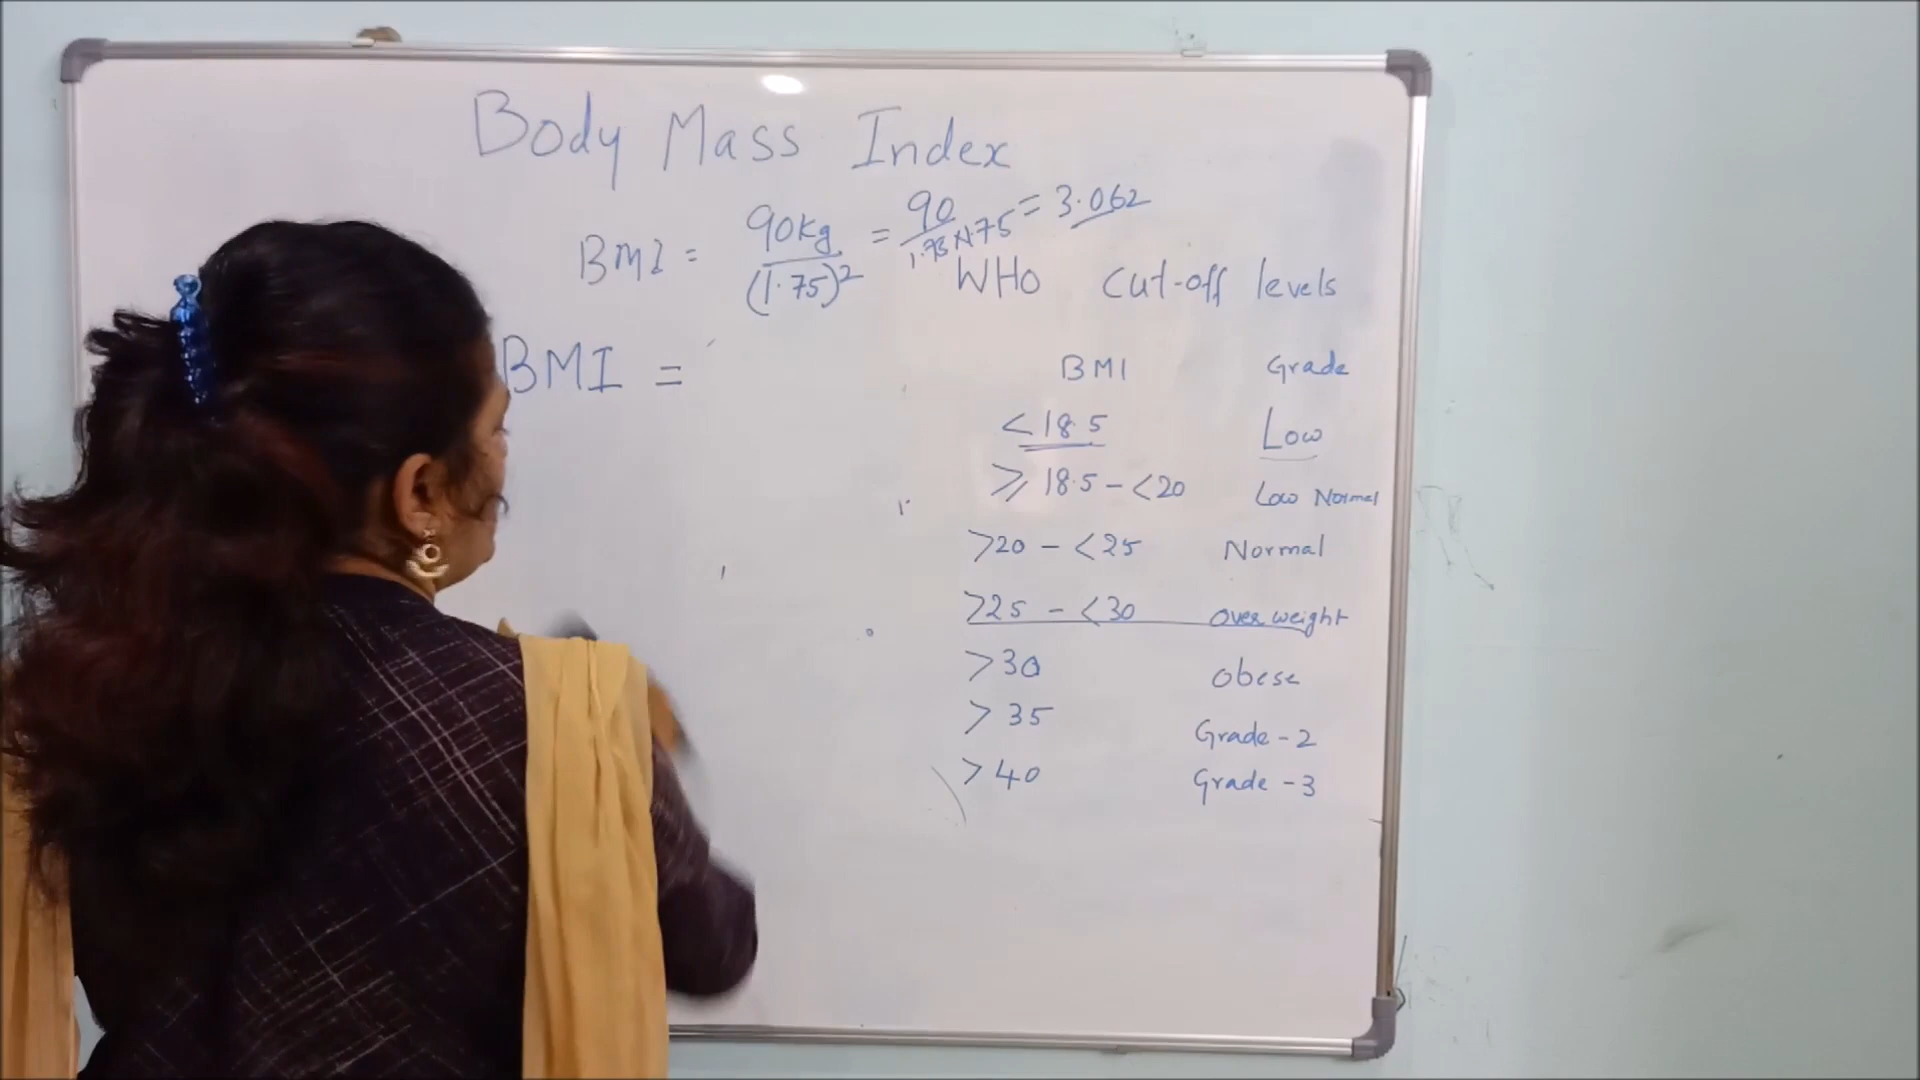 Body Mass Index
BMI = 90kg/(1.75)² = 90/1.75×1.75 = 3.062
WHO cut-off levels
BMI =
BMI Grade
<18.5 Low
≥ 18.5 - <20 Low Normal
>20 - <25 Normal
>25 - <30 Over weight
>30 obese
> 35 Grade - 2
> 40 Grade - 3